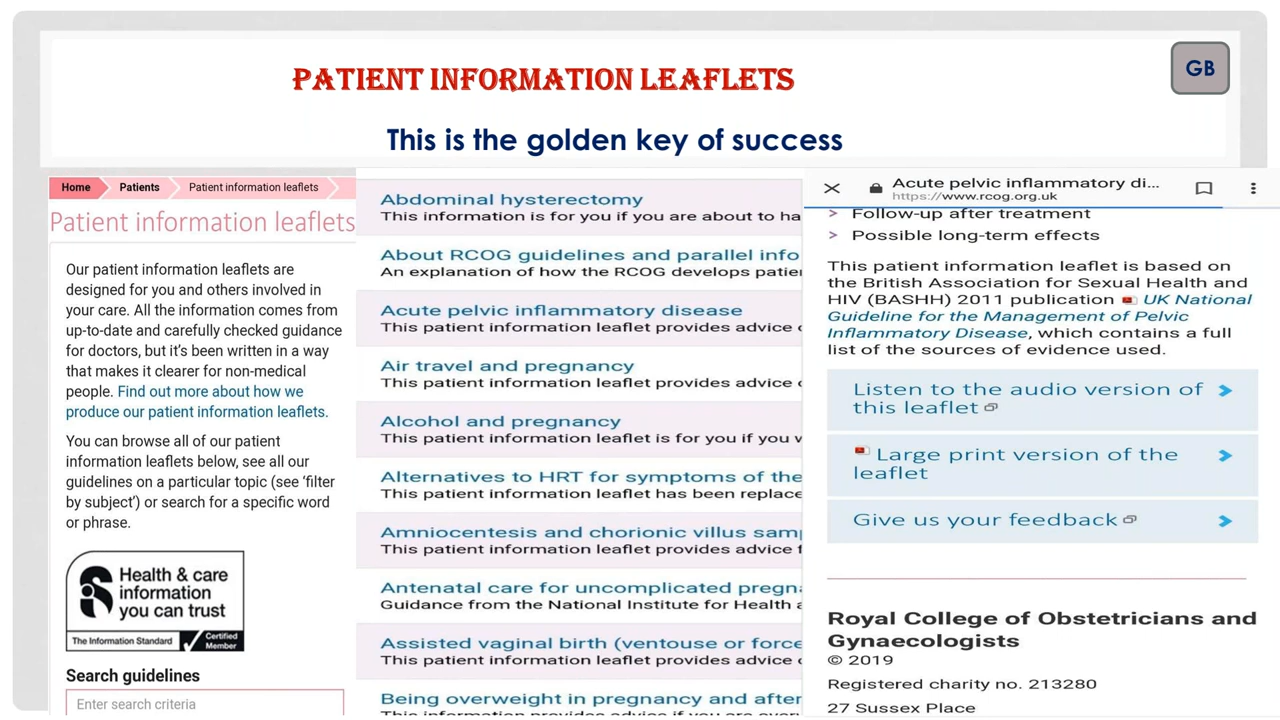 PATIENT INFORMATION LEAFLETS
GB
This is the golden key of success
Home
Patients
Patient information leaflets
Patient information leaflets
Our patient information leaflets are
designed for you and others involved in
your care. All the information comes from
up-to-date and carefully checked guidance
for doctors, but it's been written in a way
that makes it clearer for non-medical
people. Find out more about how we
produce our patient information leaflets.
You can browse all of our patient
information leaflets below, see all our
guidelines on a particular topic (see 'filter
by subject') or search for a specific word
or phrase.
Health & care
information
you can trust
The Information Standard
Certified
Member
Search guidelines
Enter search criteria
Abdominal hysterectomy
This information is for you if you are about to ha
About RCOG guidelines and parallel info
An explanation of how the RCOG develops patie
Acute pelvic inflammatory disease
This patient information leaflet provides advice
Air travel and pregnancy
This patient information leaflet provides advice
Alcohol and pregnancy
This patient information leaflet is for you if you
Alternatives to HRT for symptoms of the
This patient information leaflet has been replace
Amniocentesis and chorionic villus samp
This patient information leaflet provides advice f
Antenatal care for uncomplicated pregn
Guidance from the National Institute for Health
Assisted vaginal birth (ventouse or force
This patient information leaflet provides advice
Being overweight in pregnancy and after
This information provides advice if you are over
Acute pelvic inflammatory di...
https://www.rcog.org.uk
> Follow-up after treatment
> Possible long-term effects
This patient information leaflet is based on
the British Association for Sexual Health and
HIV (BASHH) 2011 publication UK National
Guideline for the Management of Pelvic
Inflammatory Disease, which contains a full
list of the sources of evidence used.
Listen to the audio version of
this leaflet
Large print version of the
leaflet
Give us your feedback
Royal College of Obstetricians and
Gynaecologists
© 2019
Registered charity no. 213280
27 Sussex Place